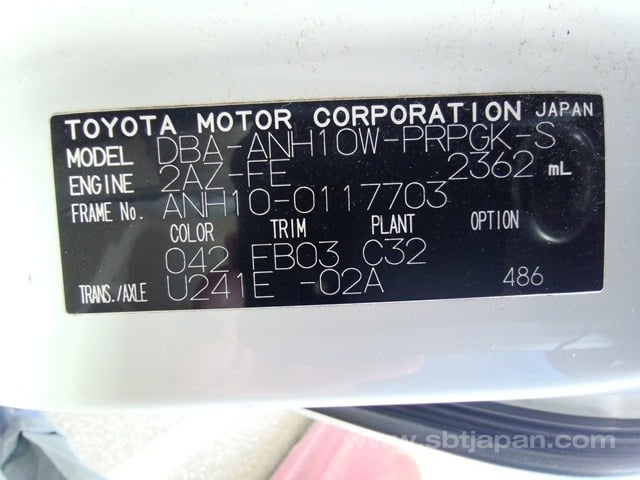 TOYOTA MOTOR CORPORATION JAPAN
MODEL DBA-ANH10W-PRPGK-S
ENGINE 2AZ-FE 2362 mL
FRAME No. ANH10-0117703
COLOR TRIM PLANT OPTION
042 FB03 C32
TRANS./AXLE U241E -02A 486
www.sbtjapan.com